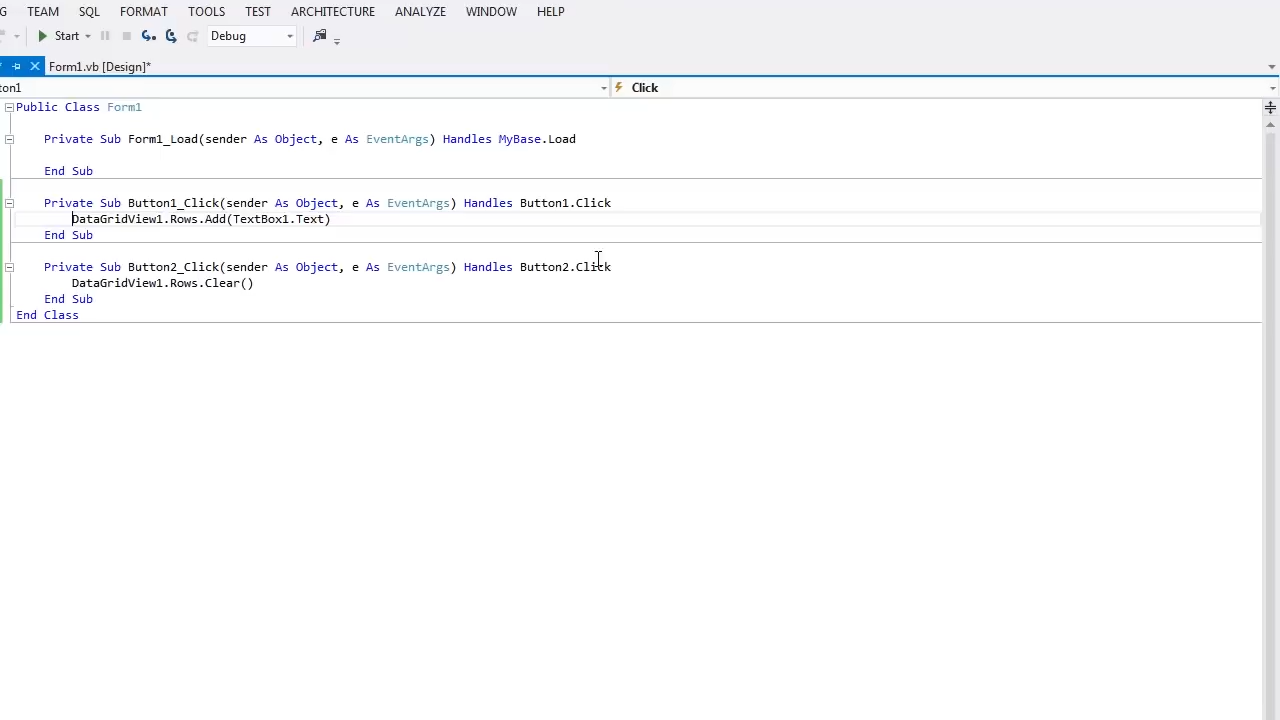 G TEAM SQL FORMAT TOOLS TEST ARCHITECTURE ANALYZE WINDOW HELP
Start Debug
Form1.vb [Design]*
ton1 Click
Public Class Form1
Private Sub Form1_Load(sender As Object, e As EventArgs) Handles MyBase.Load
End Sub
Private Sub Button1_Click(sender As Object, e As EventArgs) Handles Button1.Click
DataGridView1.Rows.Add(TextBox1.Text)
End Sub
Private Sub Button2_Click(sender As Object, e As EventArgs) Handles Button2.Click
DataGridView1.Rows.Clear()
End Sub
End Class